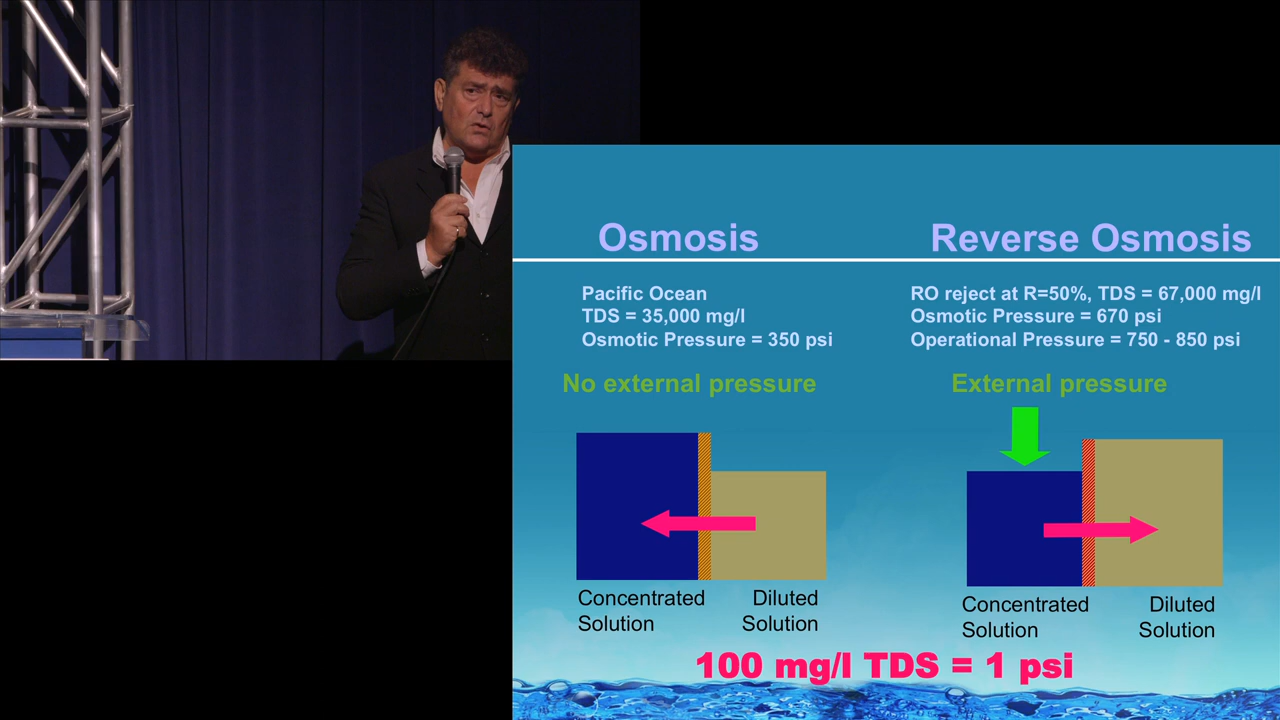 Osmosis
Reverse Osmosis
Pacific Ocean
TDS = 35,000 mg/l
Osmotic Pressure = 350 psi
RO reject at R=50%, TDS = 67,000 mg/l
Osmotic Pressure = 670 psi
Operational Pressure = 750 - 850 psi
No external pressure
External pressure
Concentrated
Solution
Diluted
Solution
Concentrated
Solution
Diluted
Solution
100 mg/l TDS = 1 psi